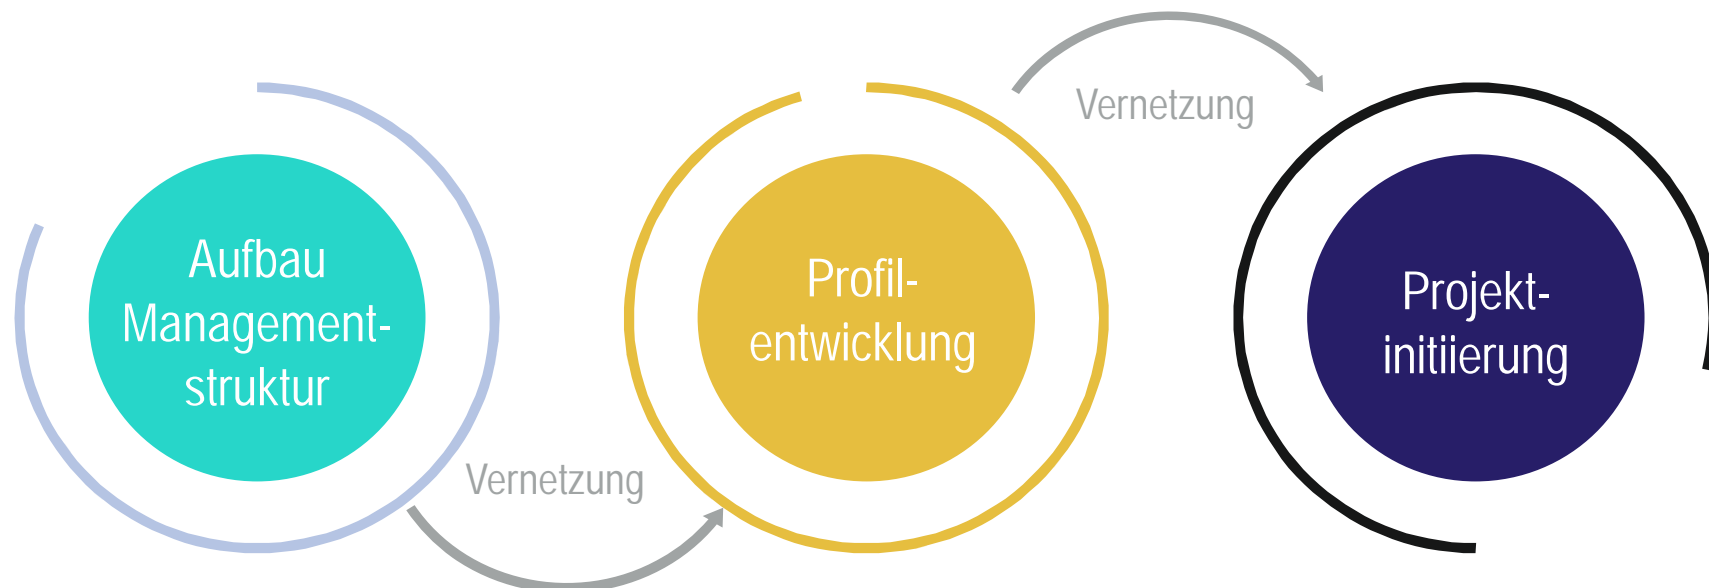 Aufbau
Management-
struktur
Vernetzung
Profil-
entwicklung
Vernetzung
Projekt-
initiierung